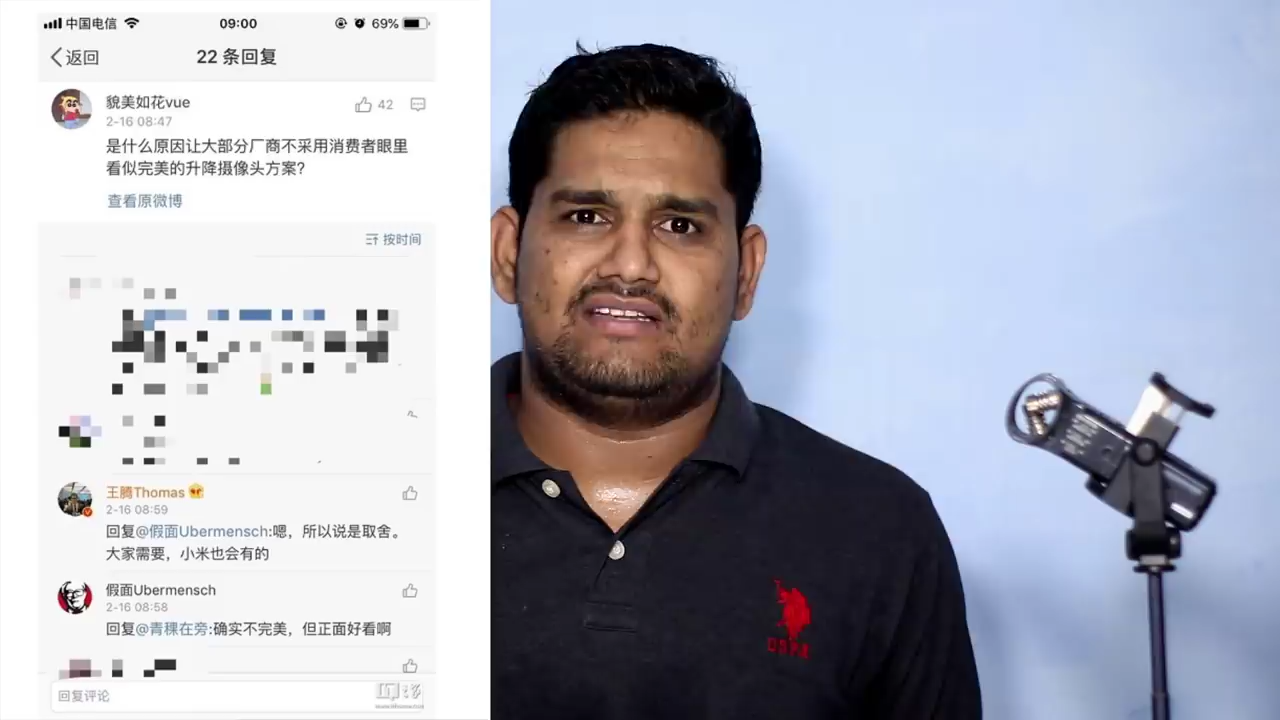 中国电信
09:00
69%
返回
22 条回复
貌美如花vue
42
2-16 08:47
是什么原因让大部分厂商不采用消费者眼里
看似完美的升降摄像头方案?
查看原微博
按时间
王腾Thomas
2-16 08:59
回复@假面Ubermensch:嗯，所以说是取舍。
大家需要，小米也会有的
假面Ubermensch
2-16 08:58
回复@青稞在旁:确实不完美，但正面好看啊
回复评论
USPA